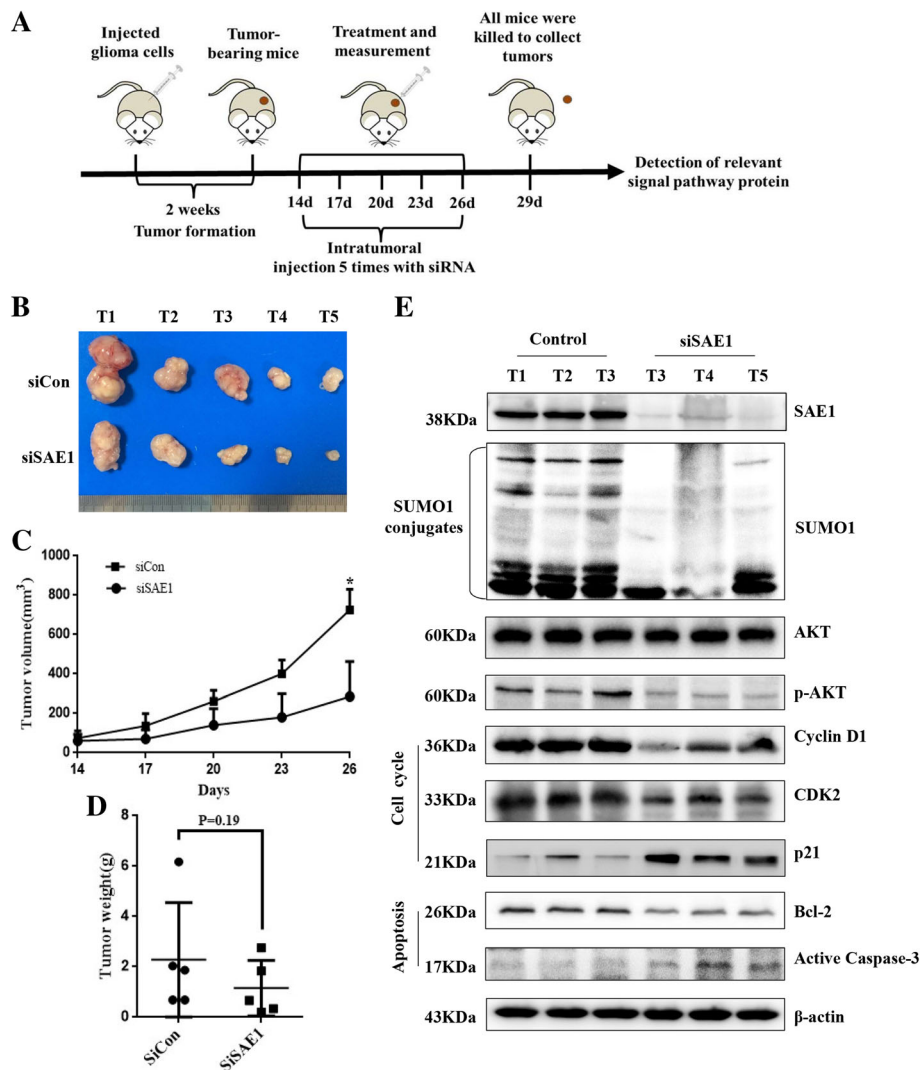 A
Injected
glioma cells
Tumor-
bearing mice
Treatment and
measurement
All mice were
killed to collect
tumors
2 weeks
Tumor formation
14d 17d 20d 23d 26d 29d
Intratumoral
injection 5 times with siRNA
Detection of relevant
signal pathway protein
B
T1 T2 T3 T4 T5
siCon
siSAE1
C
siCon
siSAE1
*
Tumor volume(mm³)
1000
800
600
400
200
0
14 17 20 23 26
Days
D
P=0.19
Tumor weight(g)
8
6
4
2
0
SiCon
SiSAE1
E
Control siSAE1
T1 T2 T3 T3 T4 T5
38KDa SAE1
SUMO1
conjugates
SUMO1
60KDa AKT
60KDa p-AKT
Cell cycle
36KDa Cyclin D1
33KDa CDK2
21KDa p21
Apoptosis
26KDa Bcl-2
17KDa Active Caspase-3
43KDa β-actin